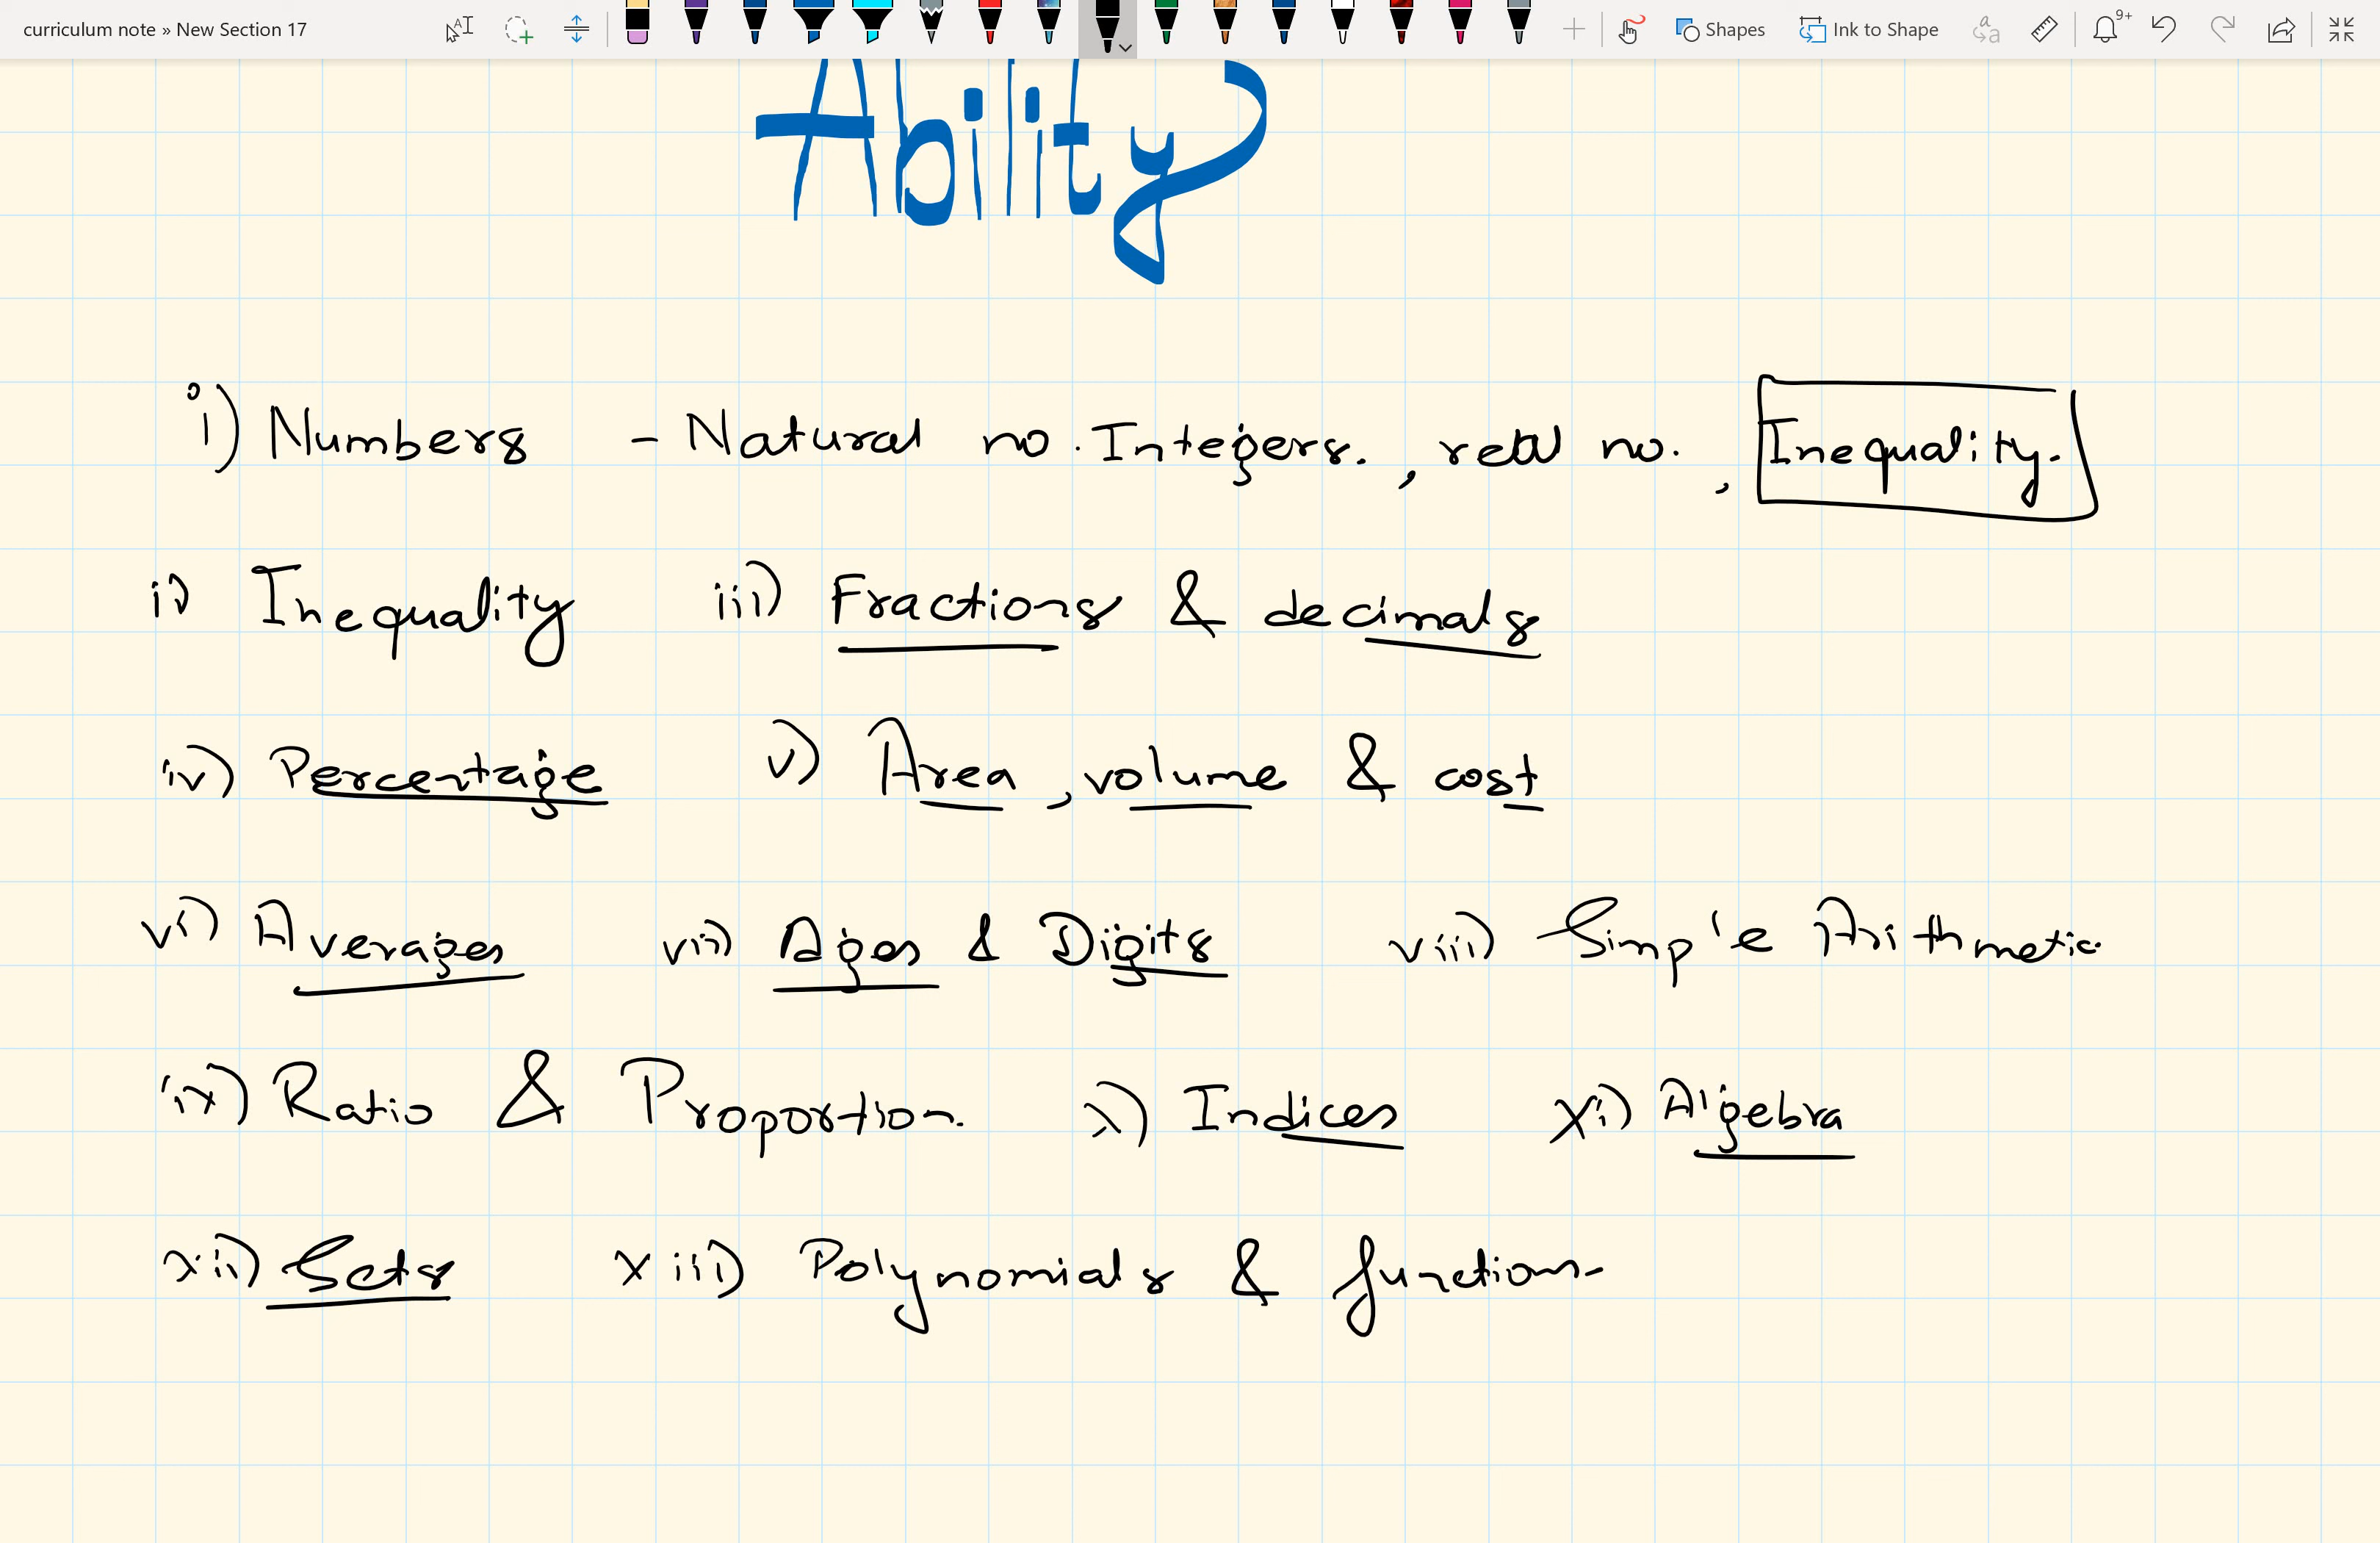 curriculum note » New Section 17
AI
Shapes Ink to Shape
a
a
9+
Ability
i) Numbers - Natural no. Integers., real no., Inequality.
ii) Inequality iii) Fractions & decimals
iv) Percentage v) Area, volume & cost
vi) Averages vii) Ages & Digits viii) Simple Arithmetic
ix) Ratio & Proportion. x) Indices xi) Algebra
xii) Sets xiii) Polynomials & function